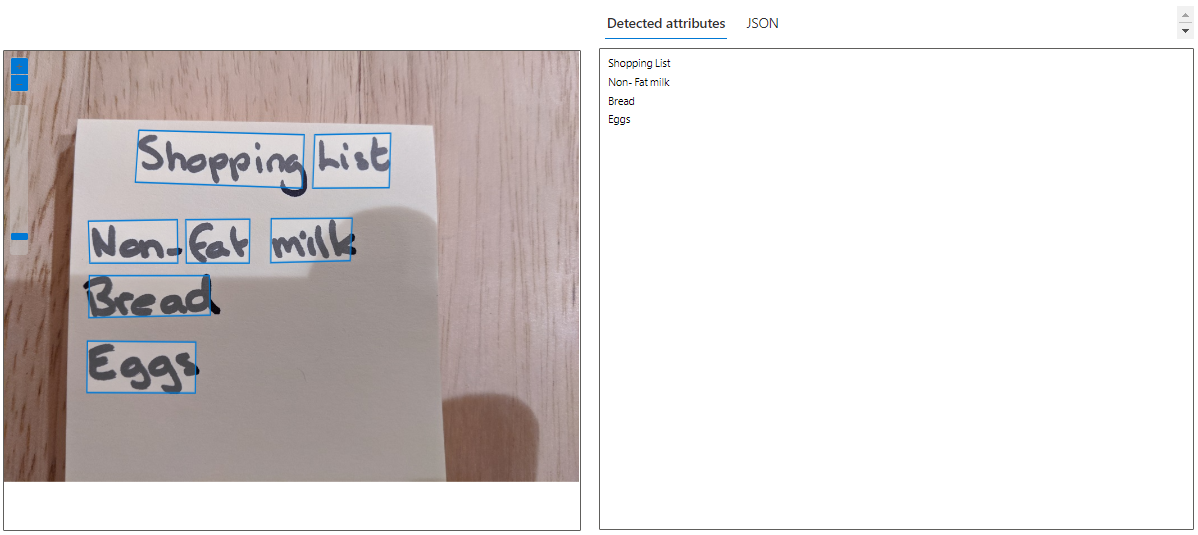 Detected attributes JSON
Shopping List
Non-Fat milk
Bread
Eggs
Shopping List
Non- Fat milk
Bread
Eggs